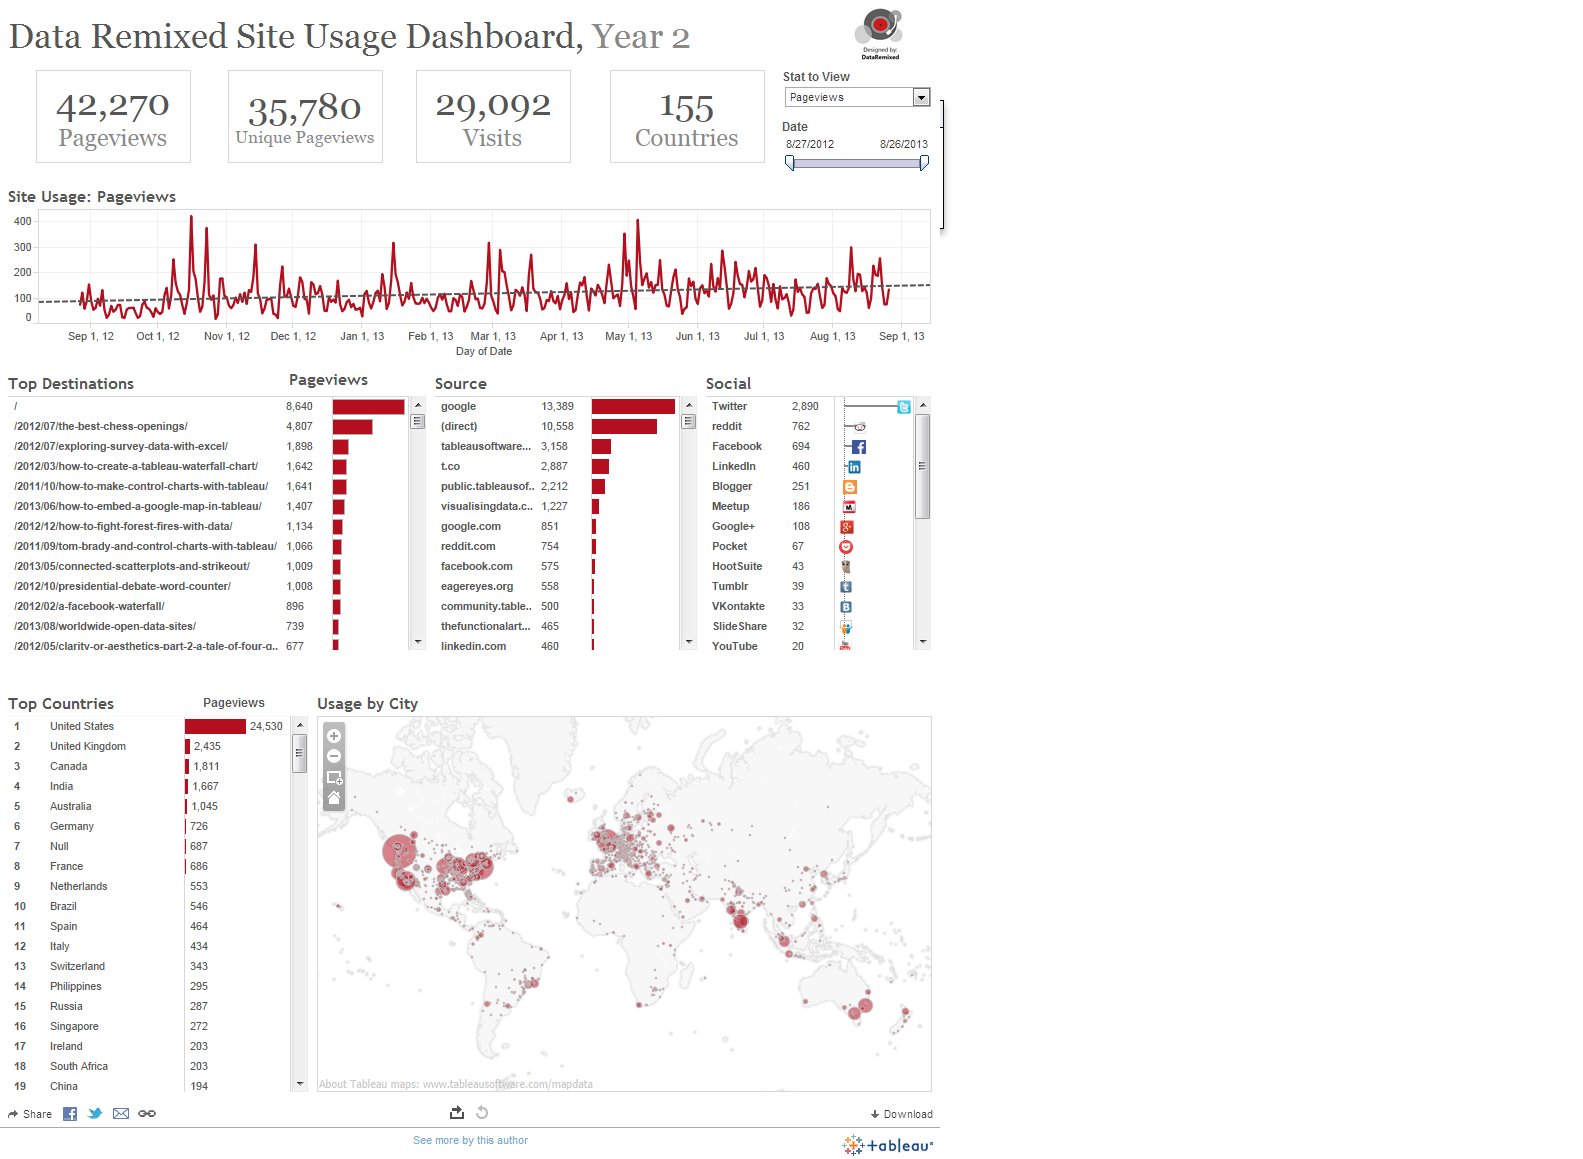 Data Remixed Site Usage Dashboard, Year 2
Designed by:
DataRemixed
42,270
Pageviews
35,780
Unique Pageviews
29,092
Visits
155
Countries
Stat to View
Pageviews
Date
8/27/2012 8/26/2013
Site Usage: Pageviews
400
300
200
100
0
Sep 1, 12 Oct 1, 12 Nov 1, 12 Dec 1, 12 Jan 1, 13 Feb 1, 13 Mar 1, 13 Apr 1, 13 May 1, 13 Jun 1, 13 Jul 1, 13 Aug 1, 13 Sep 1, 13
Day of Date
Top Destinations Pageviews
/ 8,640
/2012/07/the-best-chess-openings/ 4,807
/2012/07/exploring-survey-data-with-excel/ 1,898
/2012/03/how-to-create-a-tableau-waterfall-chart/ 1,642
/2011/10/how-to-make-control-charts-with-tableau/ 1,641
/2013/06/how-to-embed-a-google-map-in-tableau/ 1,407
/2012/12/how-to-fight-forest-fires-with-data/ 1,134
/2011/09/tom-brady-and-control-charts-with-tableau/ 1,066
/2013/05/connected-scatterplots-and-strikeout/ 1,009
/2012/10/presidential-debate-word-counter/ 1,008
/2012/02/a-facebook-waterfall/ 896
/2013/08/worldwide-open-data-sites/ 739
/2012/05/clarity-or-aesthetics-part-2-a-tale-of-four-q.. 677
Source
google 13,389
(direct) 10,558
tableausoftware... 3,158
t.co 2,887
public.tableausof.. 2,212
visualisingdata.c.. 1,227
google.com 851
reddit.com 754
facebook.com 575
eagereyes.org 558
community.table.. 500
thefunctionalart... 465
linkedin.com 460
Social
Twitter 2,890
reddit 762
Facebook 694
LinkedIn 460
Blogger 251
Meetup 186
Google+ 108
Pocket 67
HootSuite 43
Tumblr 39
VKontakte 33
SlideShare 32
YouTube 20
Top Countries Pageviews
1 United States 24,530
2 United Kingdom 2,435
3 Canada 1,811
4 India 1,667
5 Australia 1,045
6 Germany 726
7 Null 687
8 France 686
9 Netherlands 553
10 Brazil 546
11 Spain 464
12 Italy 434
13 Switzerland 343
14 Philippines 295
15 Russia 287
16 Singapore 272
17 Ireland 203
18 South Africa 203
19 China 194
Usage by City
About Tableau maps: www.tableausoftware.com/mapdata
Share
Download
See more by this author
tableau